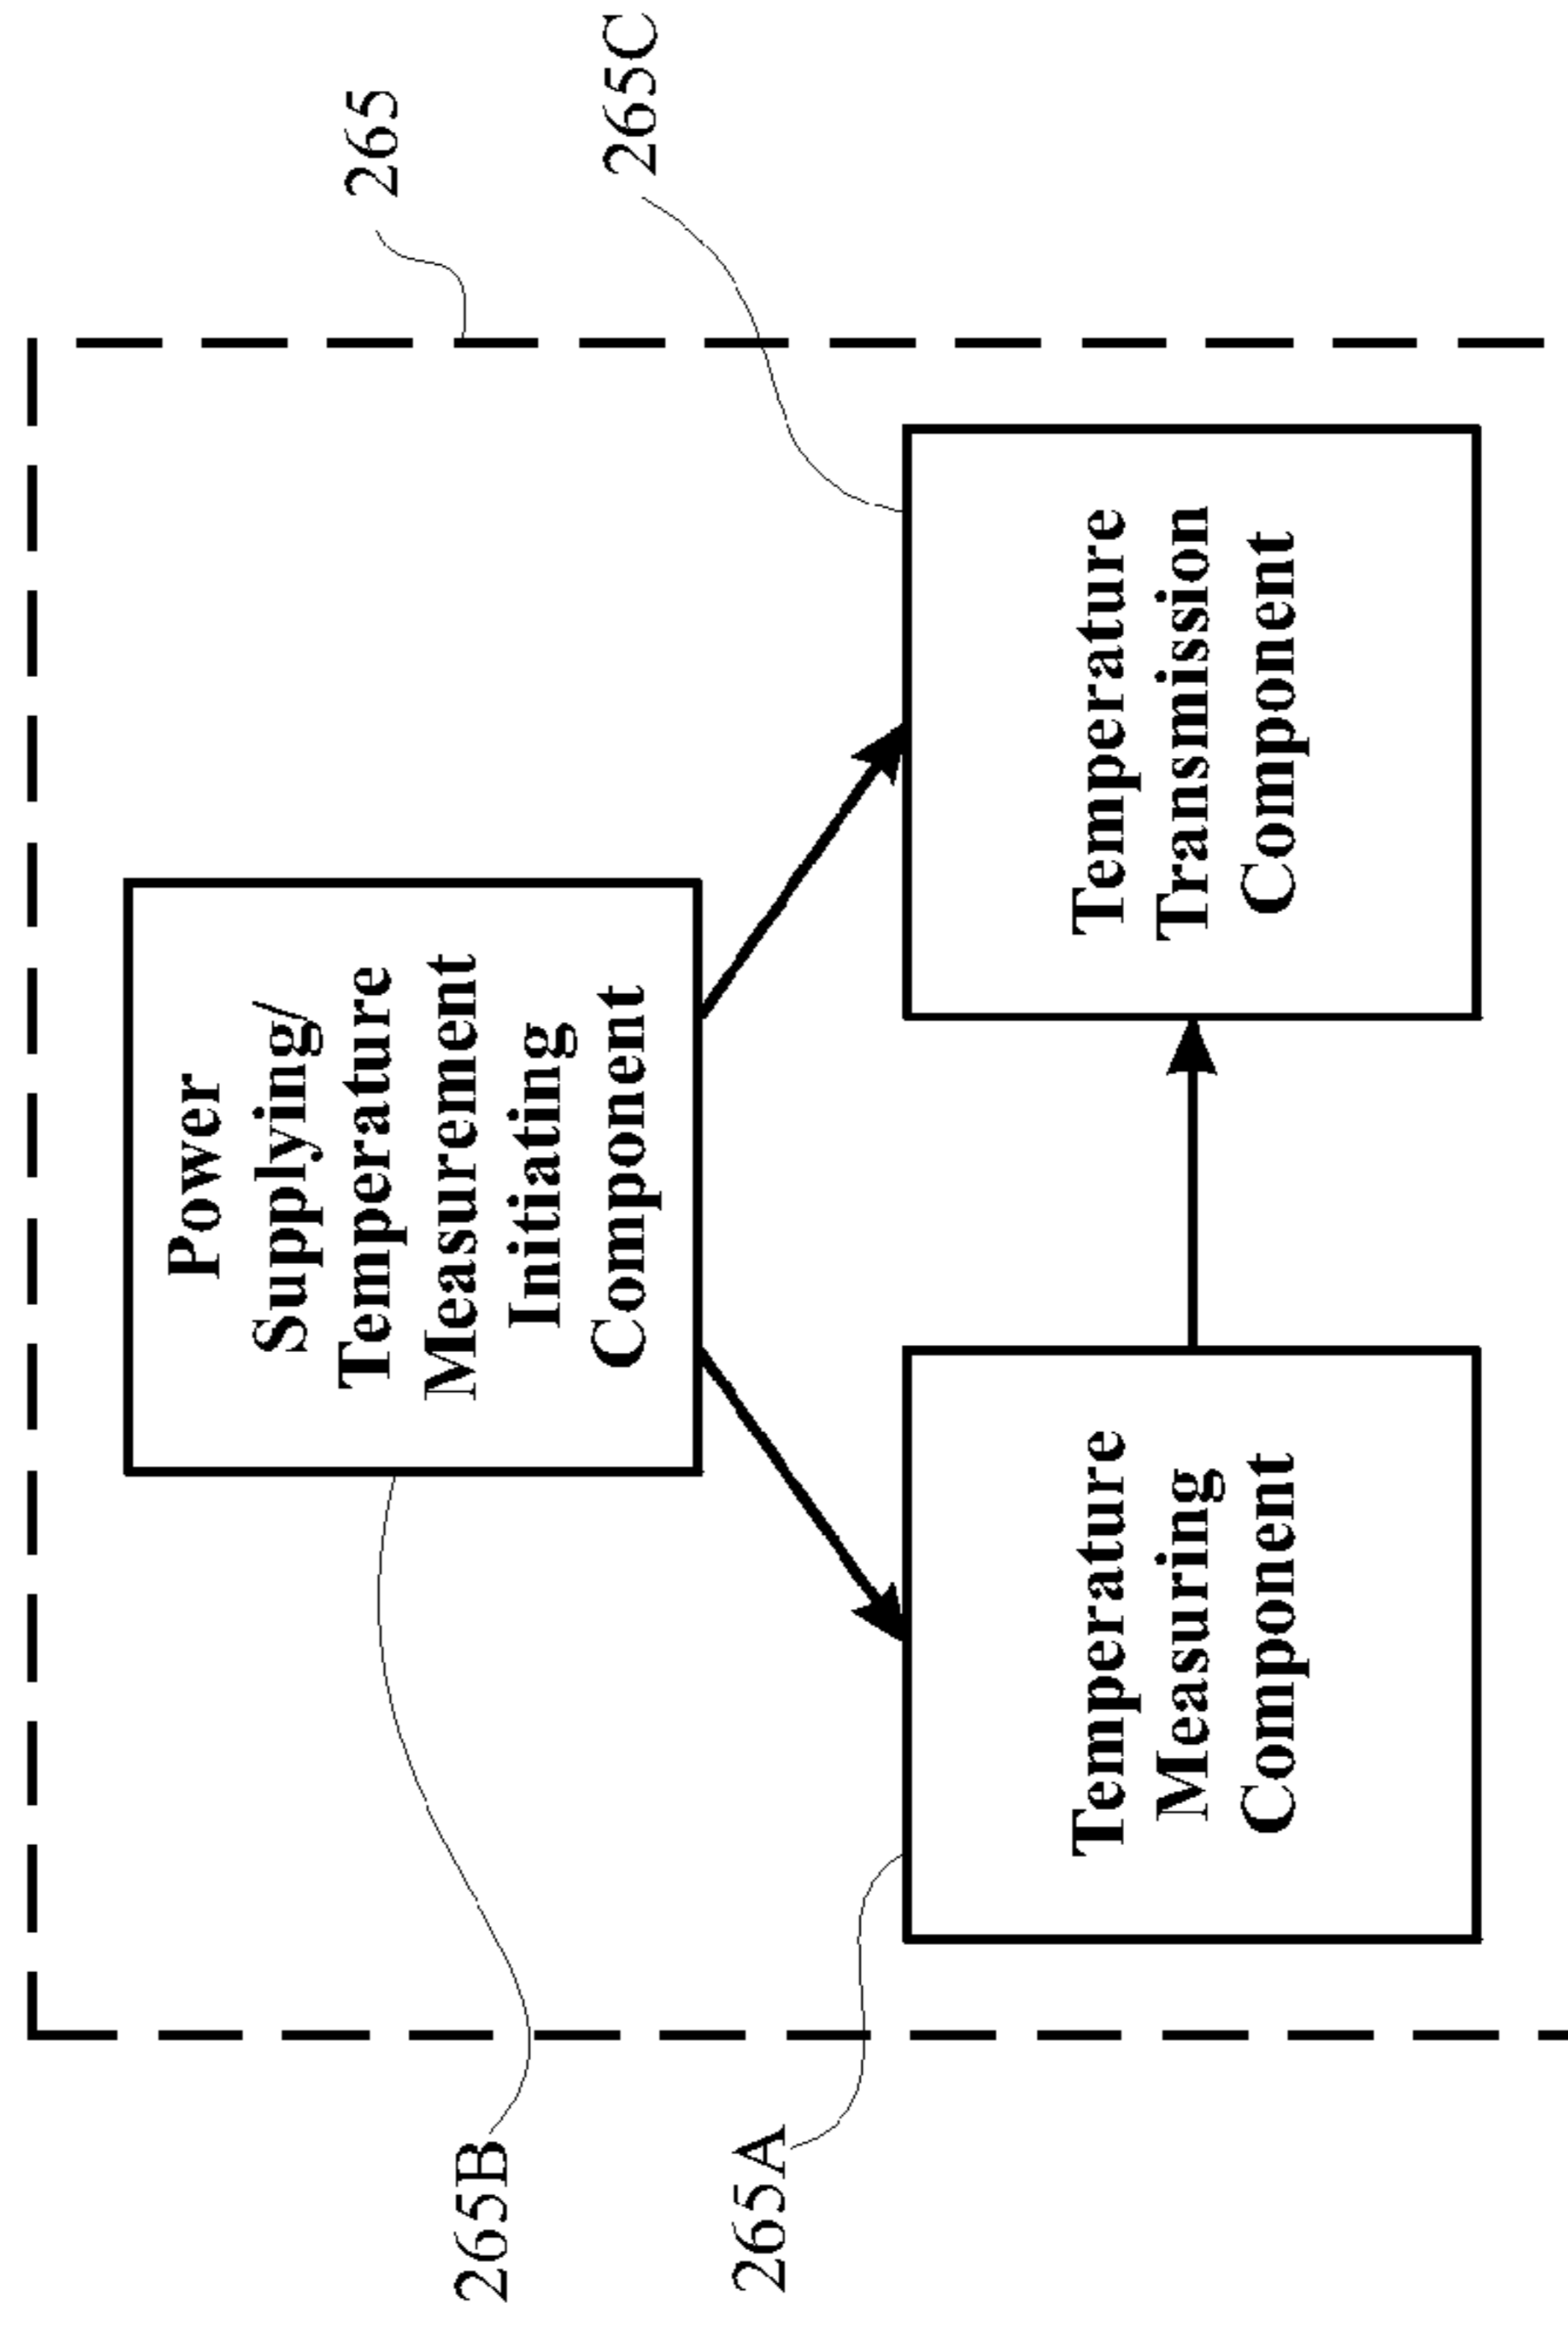 265
265C
265B
Power
Supplying/
Temperature
Measurement
Initiating
Component
265A
Temperature
Measuring
Component
Temperature
Transmission
Component